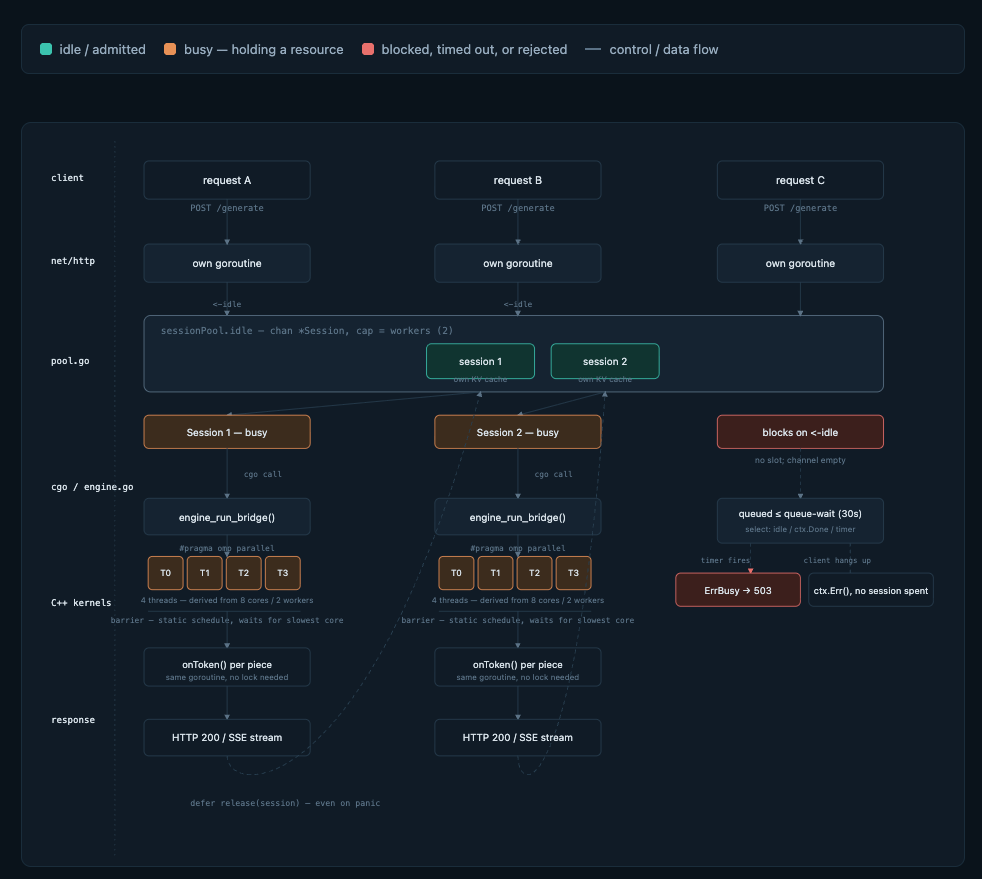 idle / admitted
busy — holding a resource
blocked, timed out, or rejected
control / data flow
client
request A
request B
request C
POST /generate
POST /generate
POST /generate
net/http
own goroutine
own goroutine
own goroutine
<-idle
<-idle
sessionPool.idle — chan *Session, cap = workers (2)
pool.go
session 1
session 2
own KV cache
own KV cache
Session 1 — busy
Session 2 — busy
blocks on <-idle
no slot; channel empty
cgo call
cgo call
cgo / engine.go
engine_run_bridge()
engine_run_bridge()
queued ≤ queue-wait (30s)
select: idle / ctx.Done / timer
#pragma omp parallel
#pragma omp parallel
timer fires
client hangs up
T0
T1
T2
T3
T0
T1
T2
T3
ErrBusy → 503
ctx.Err(), no session spent
C++ kernels
4 threads — derived from 8 cores / 2 workers
4 threads — derived from 8 cores / 2 workers
barrier — static schedule, waits for slowest core
barrier — static schedule, waits for slowest core
onToken() per piece
same goroutine, no lock needed
onToken() per piece
same goroutine, no lock needed
response
HTTP 200 / SSE stream
HTTP 200 / SSE stream
defer release(session) — even on panic